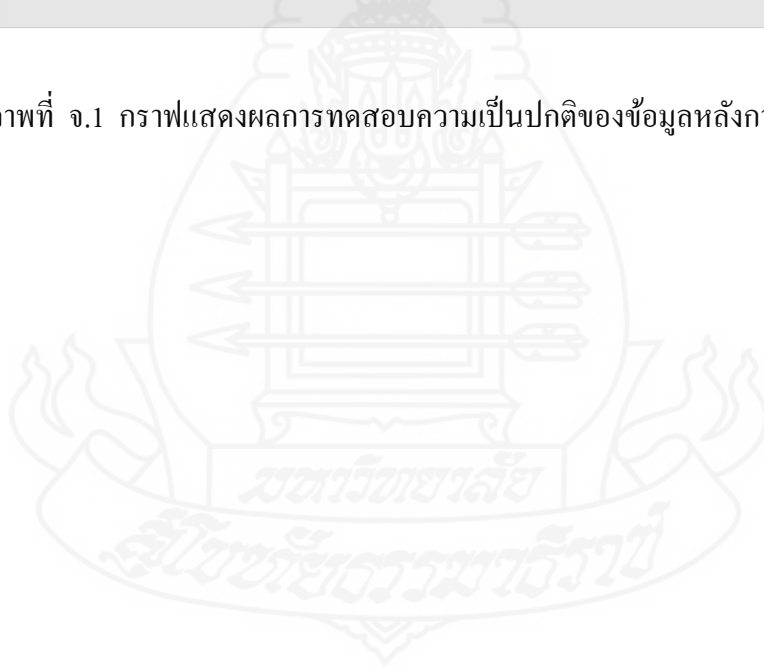 าพที่ จ.1 กราฟแสดงผลการทดสอบความเป็นปกติของข้อมูลหลังกา
มหาวิทยาลัย
สุโขทัยธรรมาธิราช